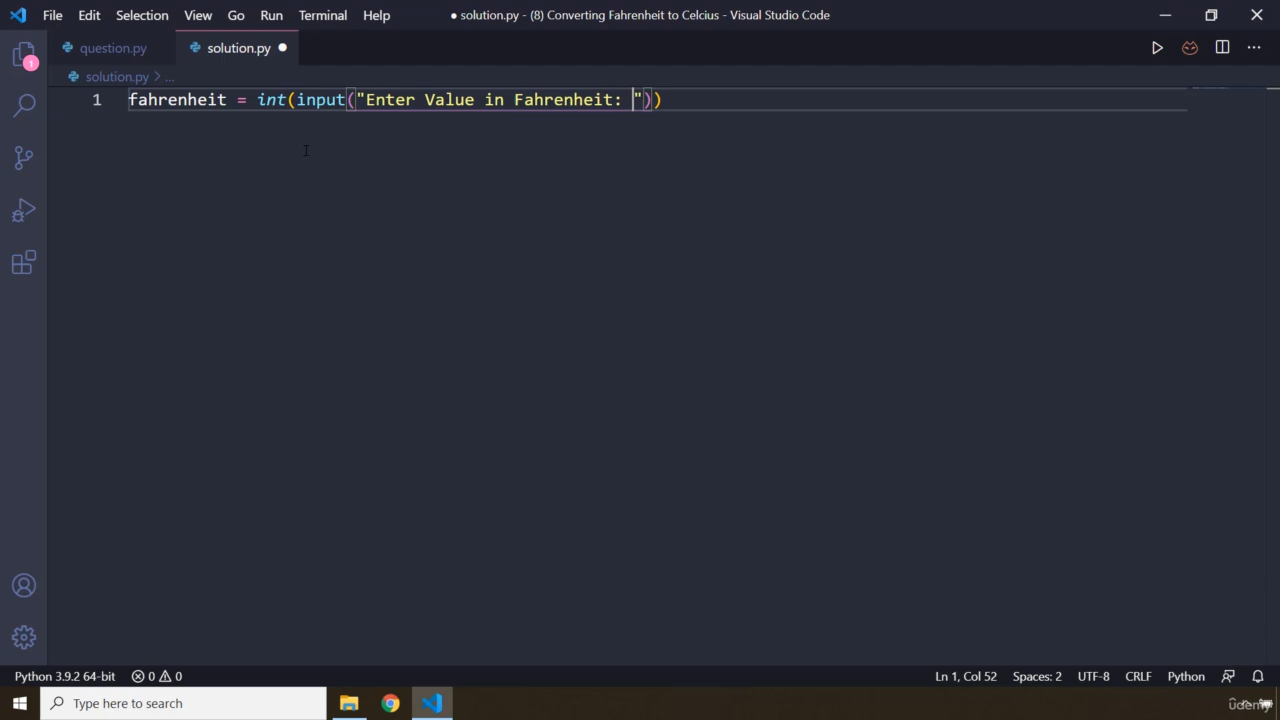 File Edit Selection View Go Run Terminal Help ● solution.py - (8) Converting Fahrenheit to Celcius - Visual Studio Code
question.py solution.py
solution.py > ...
1 fahrenheit = int(input("Enter Value in Fahrenheit: "))
1
Python 3.9.2 64-bit 0 0 Ln 1, Col 52 Spaces: 2 UTF-8 CRLF Python
Type here to search
udemy